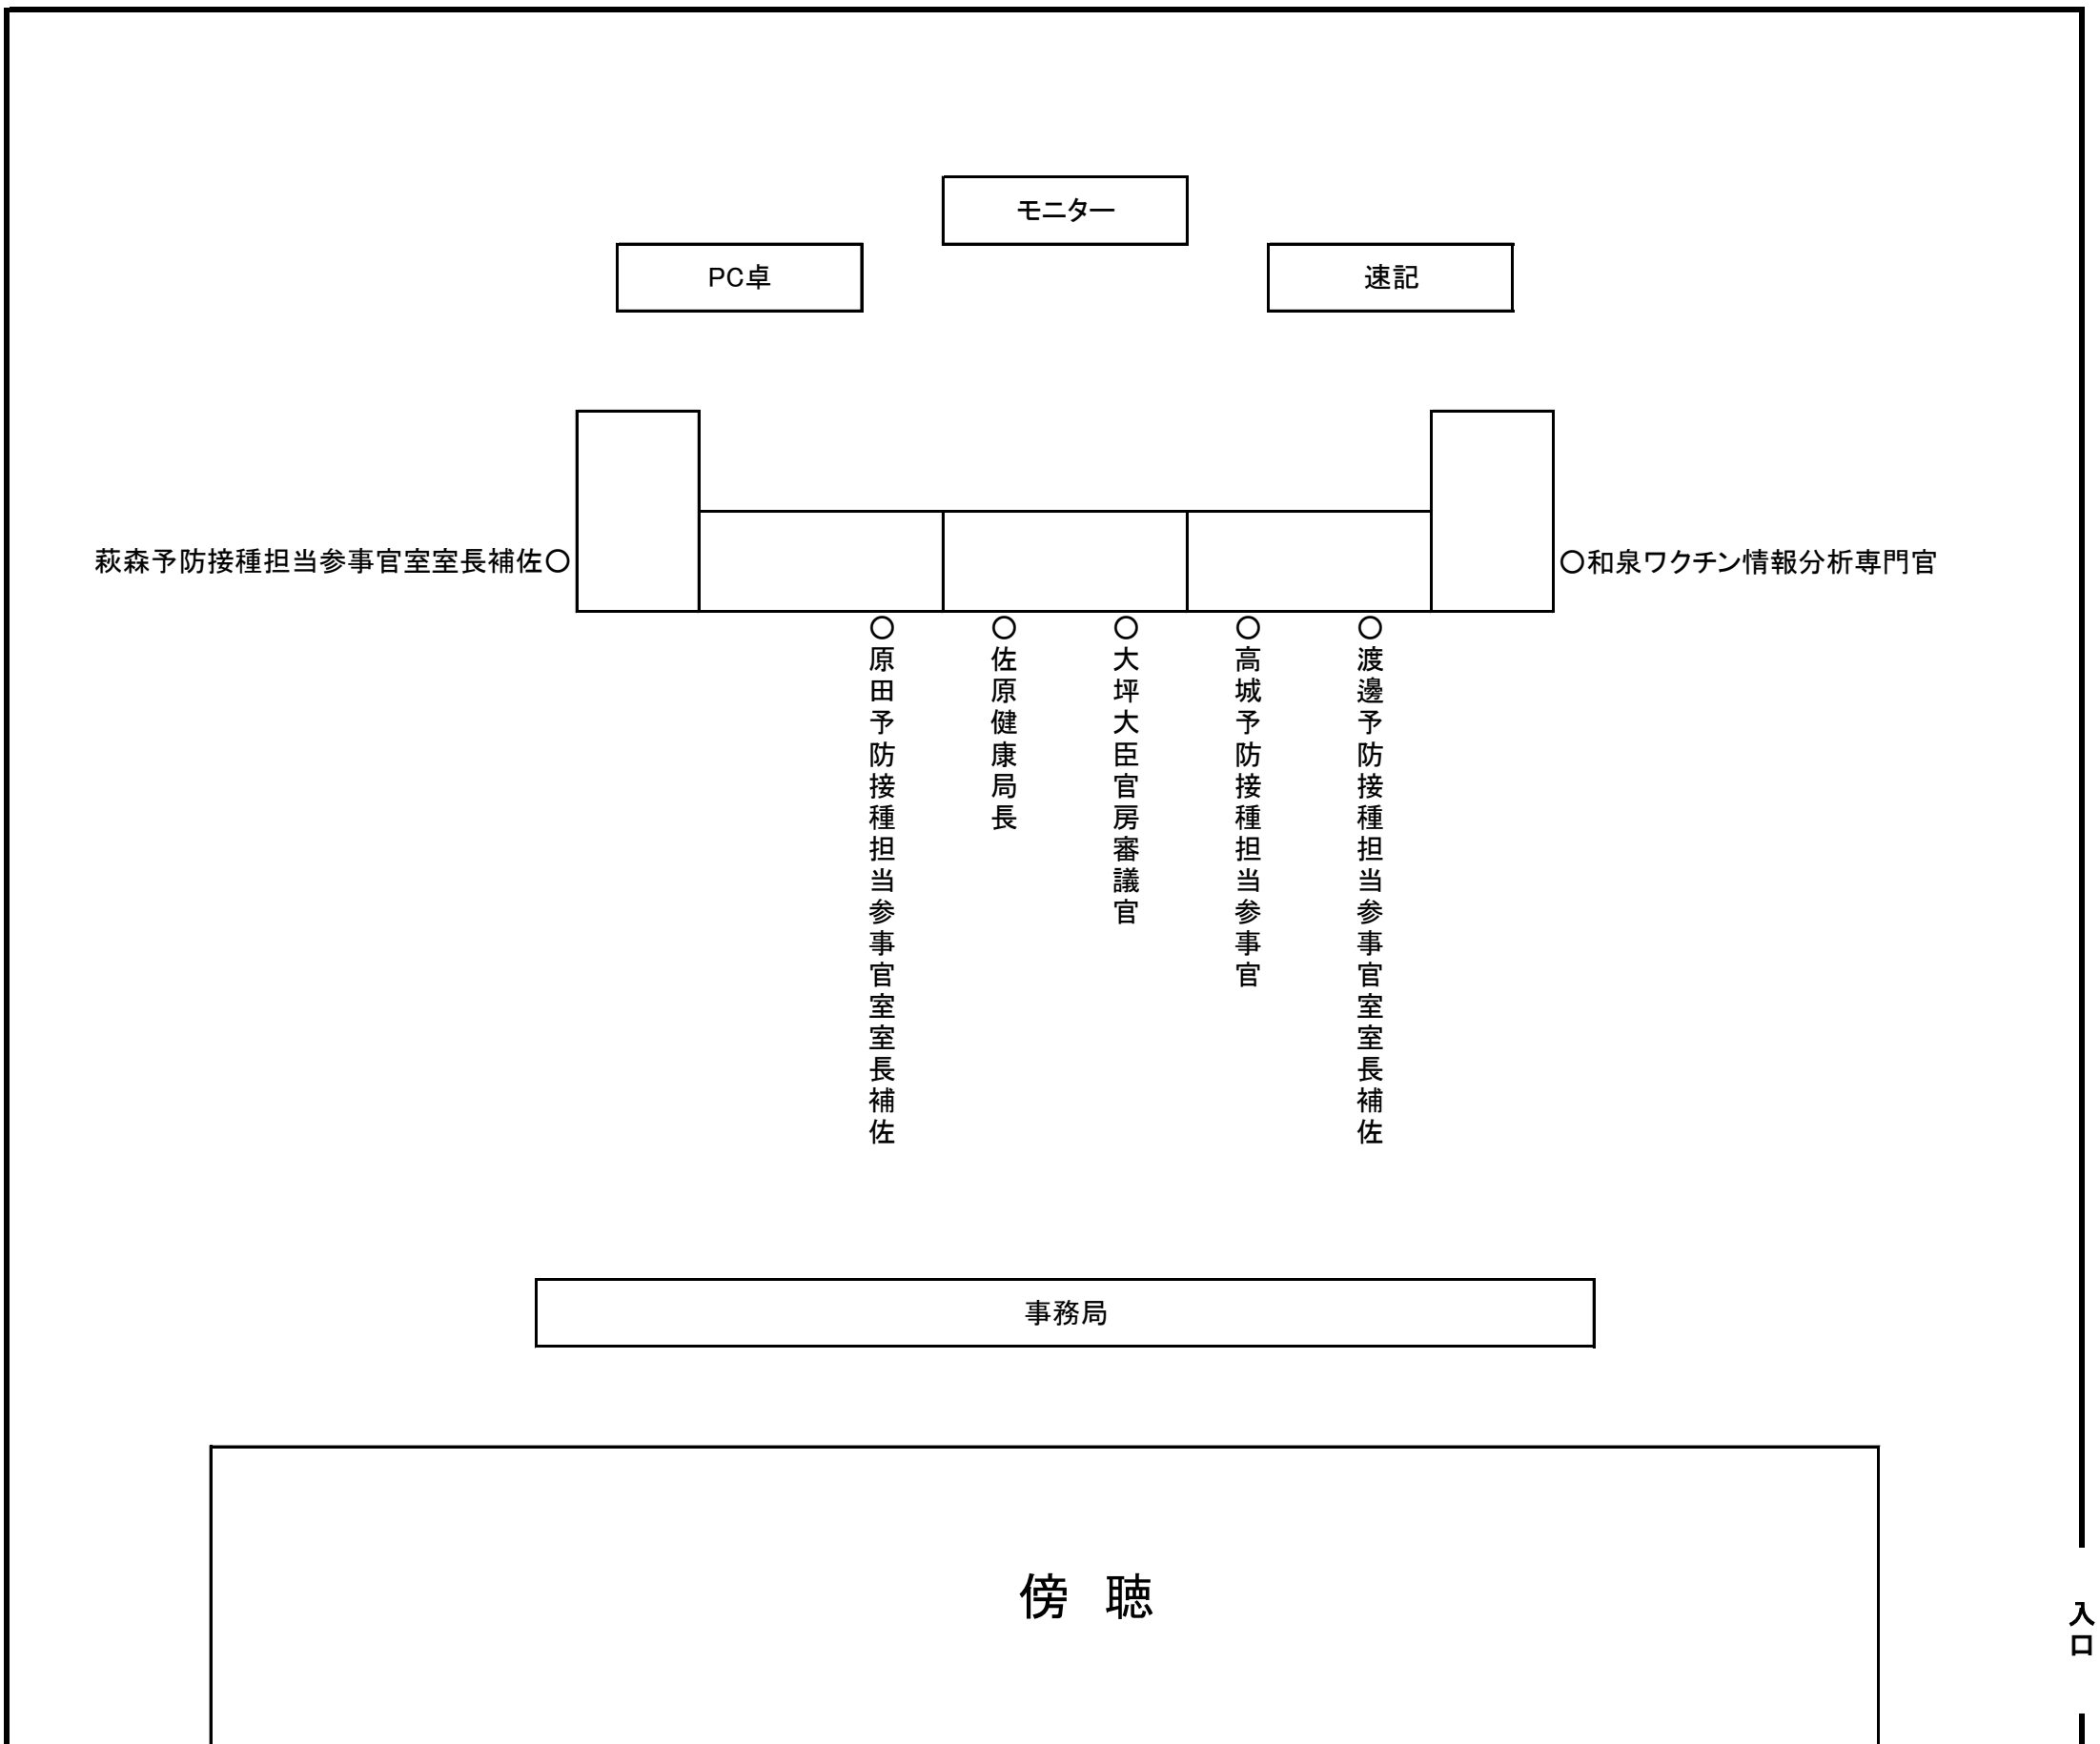 モニター
PC卓
速記
萩森予防接種担当参事官室室長補佐○
○和泉ワクチン情報分析専門官
○原田予防接種担当参事官室室長補佐
○佐原健康局長
○大坪大臣官房審議官
○高城予防接種担当参事官
○渡邊予防接種担当参事官室室長補佐
事務局
傍　聴
入口